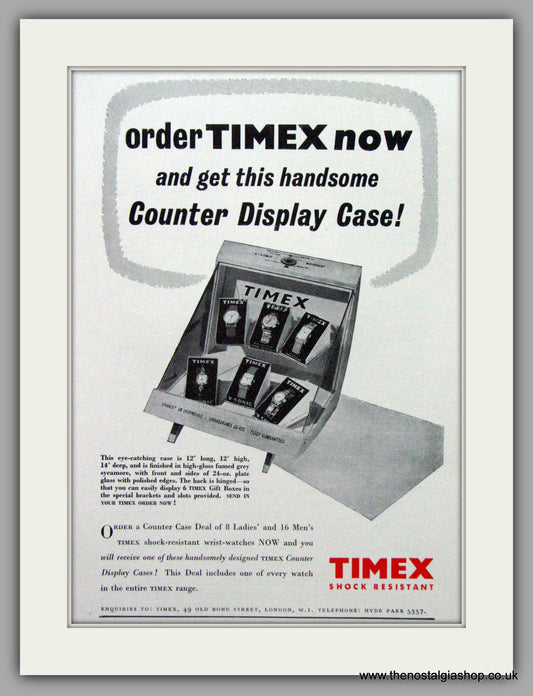 order TIMEX now
and get this handsome
Counter Display Case!
TIMEX
TIMEX
TIMEX
TIMEX
TIMEX
TIMEX
This eye-catching case is 12" long, 12" high,
14" deep, and is finished in high-gloss fumed grey
sycamore, with front and sides of 24-oz. plate
glass with polished edges. The back is hinged—so
that you can easily display 6 TIMEX Gift Boxes in
the special brackets and slots provided. SEND IN
YOUR TIMEX ORDER NOW!
ORDER a Counter Case Deal of 8 Ladies' and 16 Men's
TIMEX shock-resistant wrist-watches NOW and you
will receive one of these handsomely designed TIMEX Counter
Display Cases! This Deal includes one of every watch
in the entire TIMEX range.
TIMEX
SHOCK RESISTANT
ENQUIRIES TO: TIMEX, 49 OLD BOND STREET, LONDON, W.1. TELEPHONE: HYDE PARK 5357.
www.thenostalgiashop.co.uk